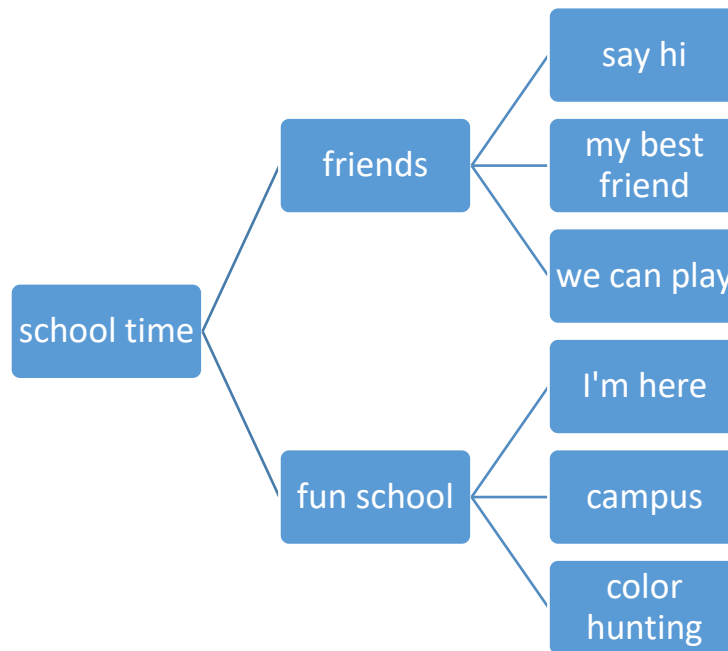 school time
friends
say hi
my best
friend
we can play
fun school
I'm here
campus
color
hunting